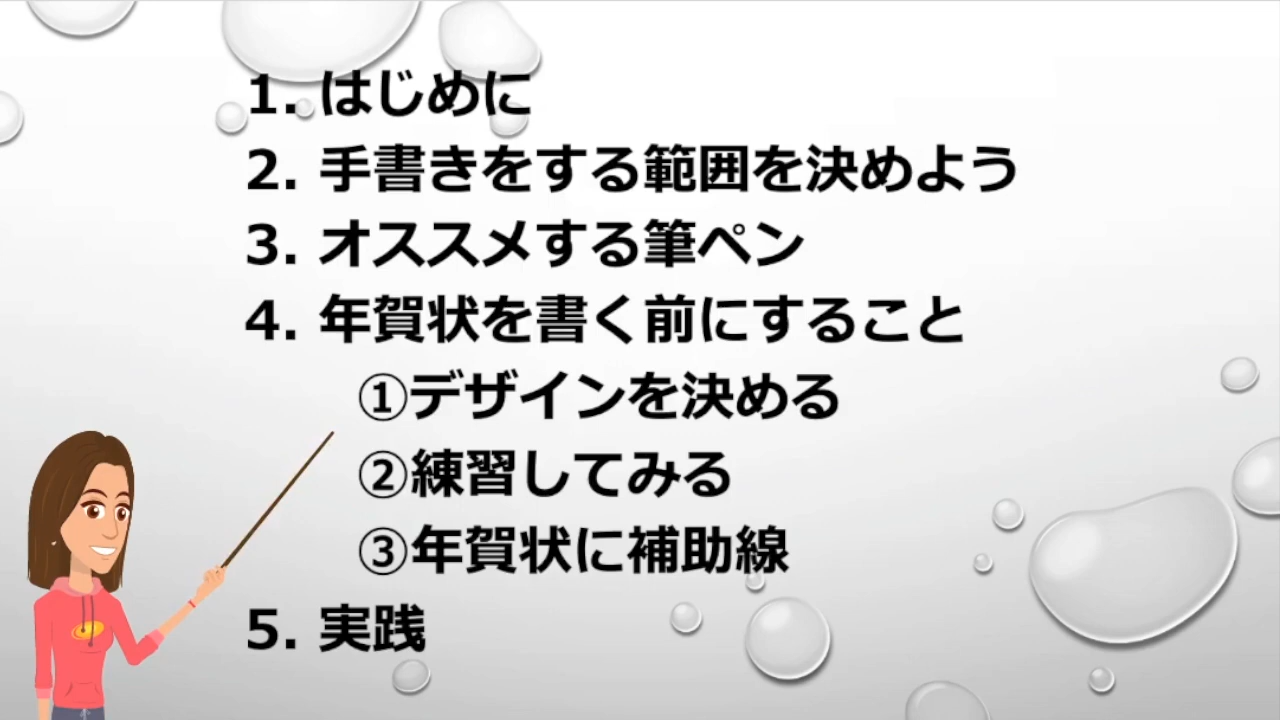 1. はじめに
2. 手書きをする範囲を決めよう
3. オススメする筆ペン
4. 年賀状を書く前にすること
①デザインを決める
②練習してみる
③年賀状に補助線
5. 実践